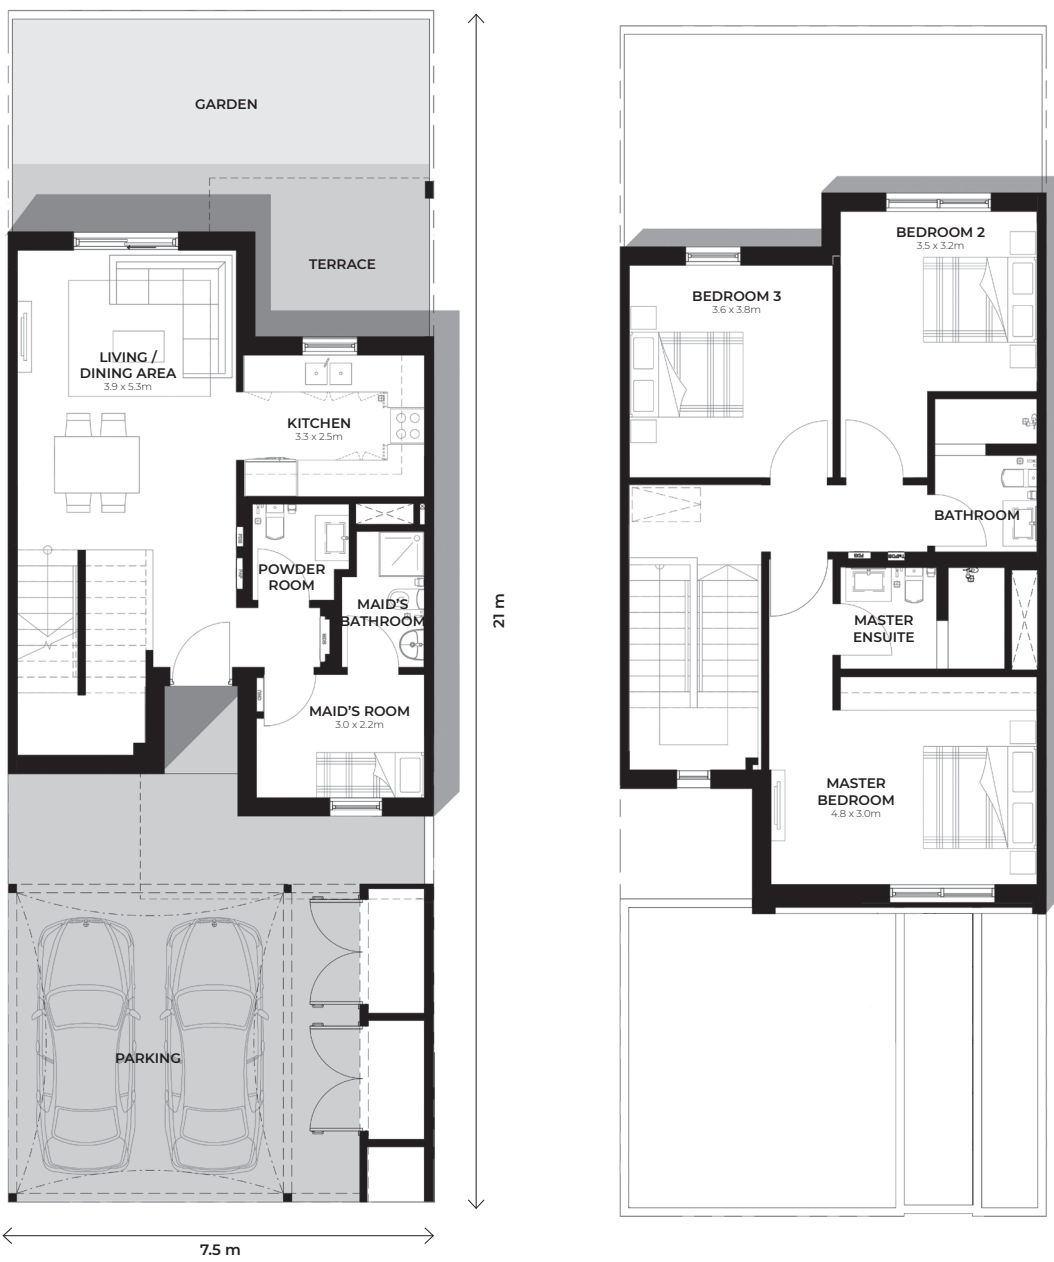 GARDEN
TERRACE
LIVING /
DINING AREA
3.9 x 5.3m
KITCHEN
3.3 x 2.5m
POWDER
ROOM
MAID'S
BATHROOM
MAID'S ROOM
3.0 x 2.2m
PARKING
21 m
7.5 m
BEDROOM 2
3.5 x 3.2m
BEDROOM 3
3.6 x 3.8m
BATHROOM
MASTER
ENSUITE
MASTER
BEDROOM
4.8 x 3.0m